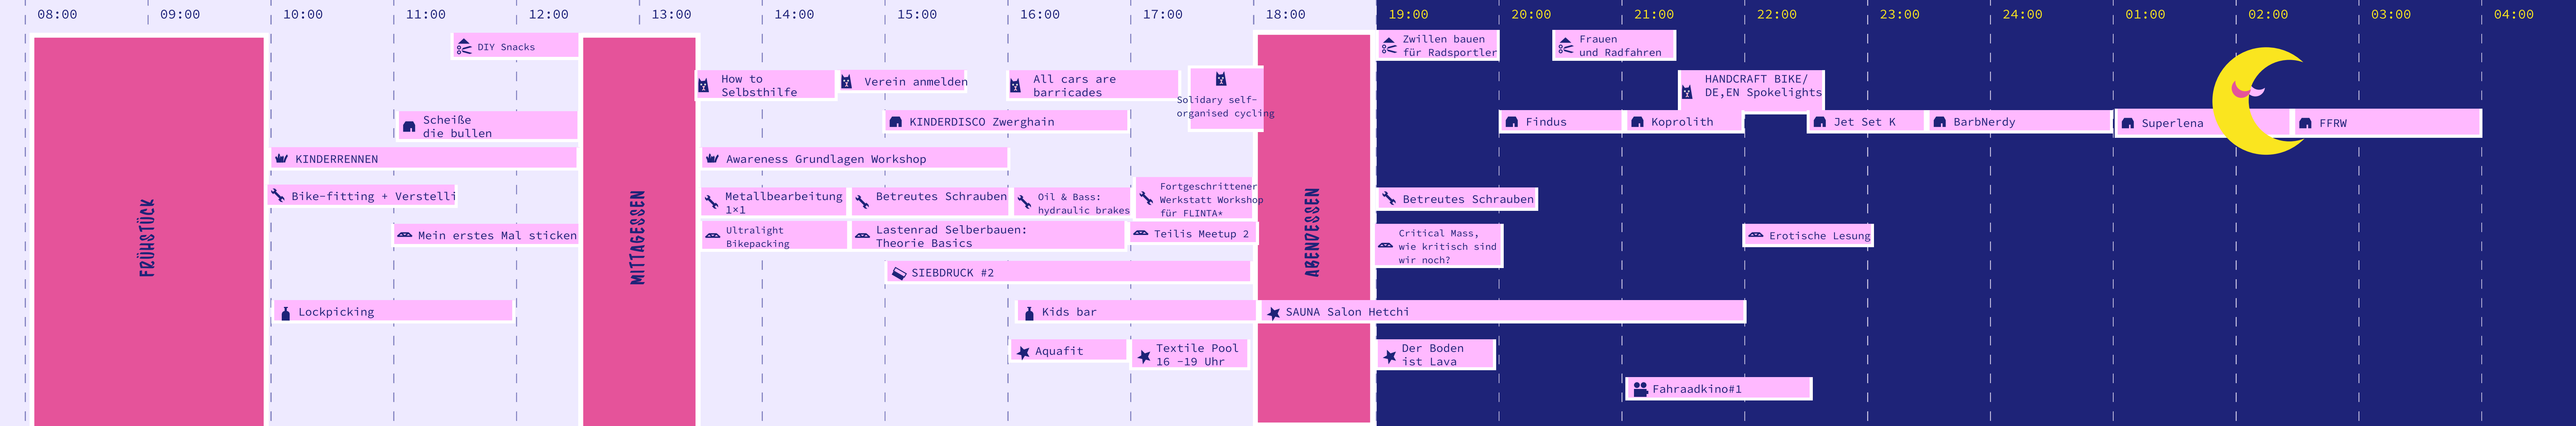 08:00 09:00 10:00 11:00 12:00 13:00 14:00 15:00 16:00 17:00 18:00 19:00 20:00 21:00 22:00 23:00 24:00 01:00 02:00 03:00 04:00
FRÜHSTÜCK
MITTAGESSEN
ABENDESSEN
DIY Snacks
Zwillen bauen
für Radsportler
Frauen
und Radfahren
How to
Selbsthilfe
Verein anmelden
All cars are
barricades
Solidary self-
organised cycling
HANDCRAFT BIKE/
DE,EN Spokelights
Scheiße
die bullen
KINDERDISCO Zwerghain
Findus
Koprolith
Jet Set K
BarbNerdy
Superlena
FFRW
KINDERRENNEN
Awareness Grundlagen Workshop
Bike-fitting + Verstelli
Metallbearbeitung
1×1
Betreutes Schrauben
Oil & Bass:
hydraulic brakes
Fortgeschrittener
Werkstatt Workshop
für FLINTA*
Betreutes Schrauben
Mein erstes Mal sticken
Ultralight
Bikepacking
Lastenrad Selberbauen:
Theorie Basics
Teilis Meetup 2
Critical Mass,
wie kritisch sind
wir noch?
Erotische Lesung
SIEBDRUCK #2
Lockpicking
Kids bar
SAUNA Salon Hetchi
Aquafit
Textile Pool
16 -19 Uhr
Der Boden
ist Lava
Fahraadkino#1